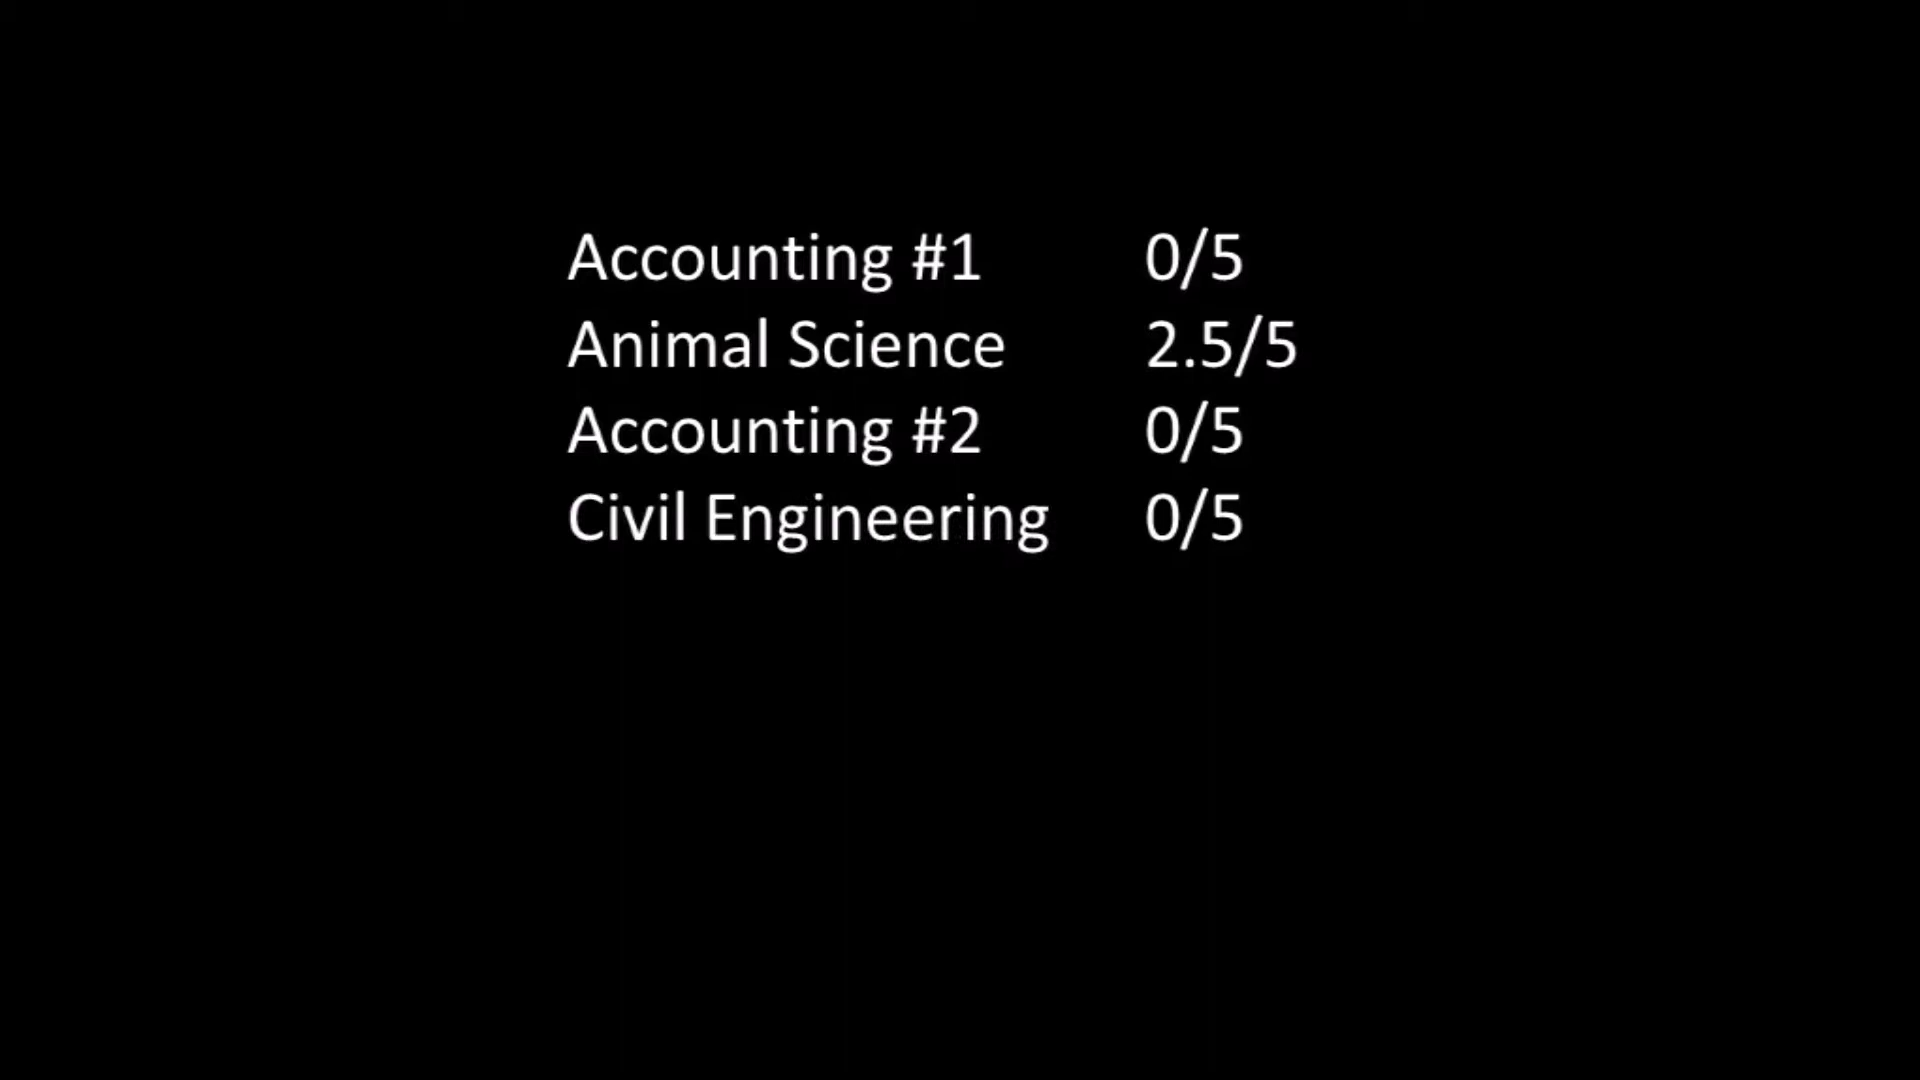 Accounting #1 0/5
Animal Science 2.5/5
Accounting #2 0/5
Civil Engineering 0/5